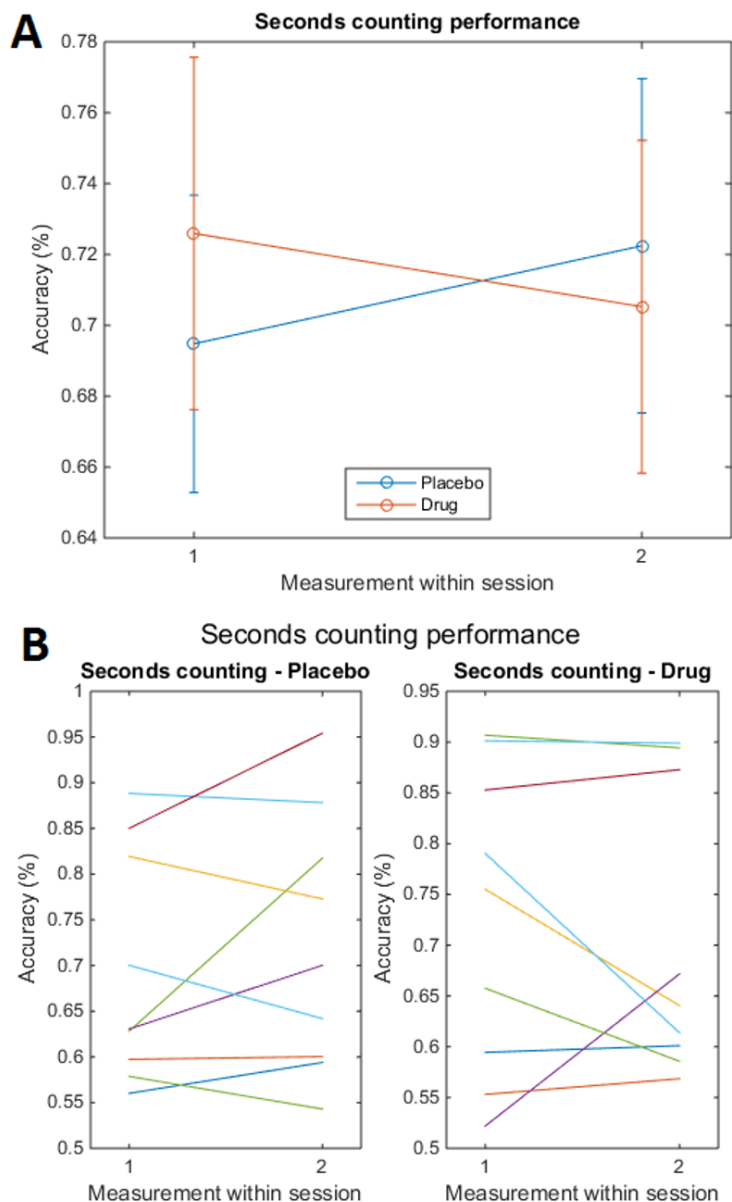 A
Seconds counting performance
0.78
0.76
0.74
0.72
0.7
0.68
0.66
0.64
Accuracy (%)
Placebo
Drug
1
2
Measurement within session
B
Seconds counting performance
Seconds counting - Placebo
1
0.95
0.9
0.85
0.8
0.75
0.7
0.65
0.6
0.55
0.5
Accuracy (%)
1
2
Measurement within session
Seconds counting - Drug
0.95
0.9
0.85
0.8
0.75
0.7
0.65
0.6
0.55
0.5
Accuracy (%)
1
2
Measurement within session